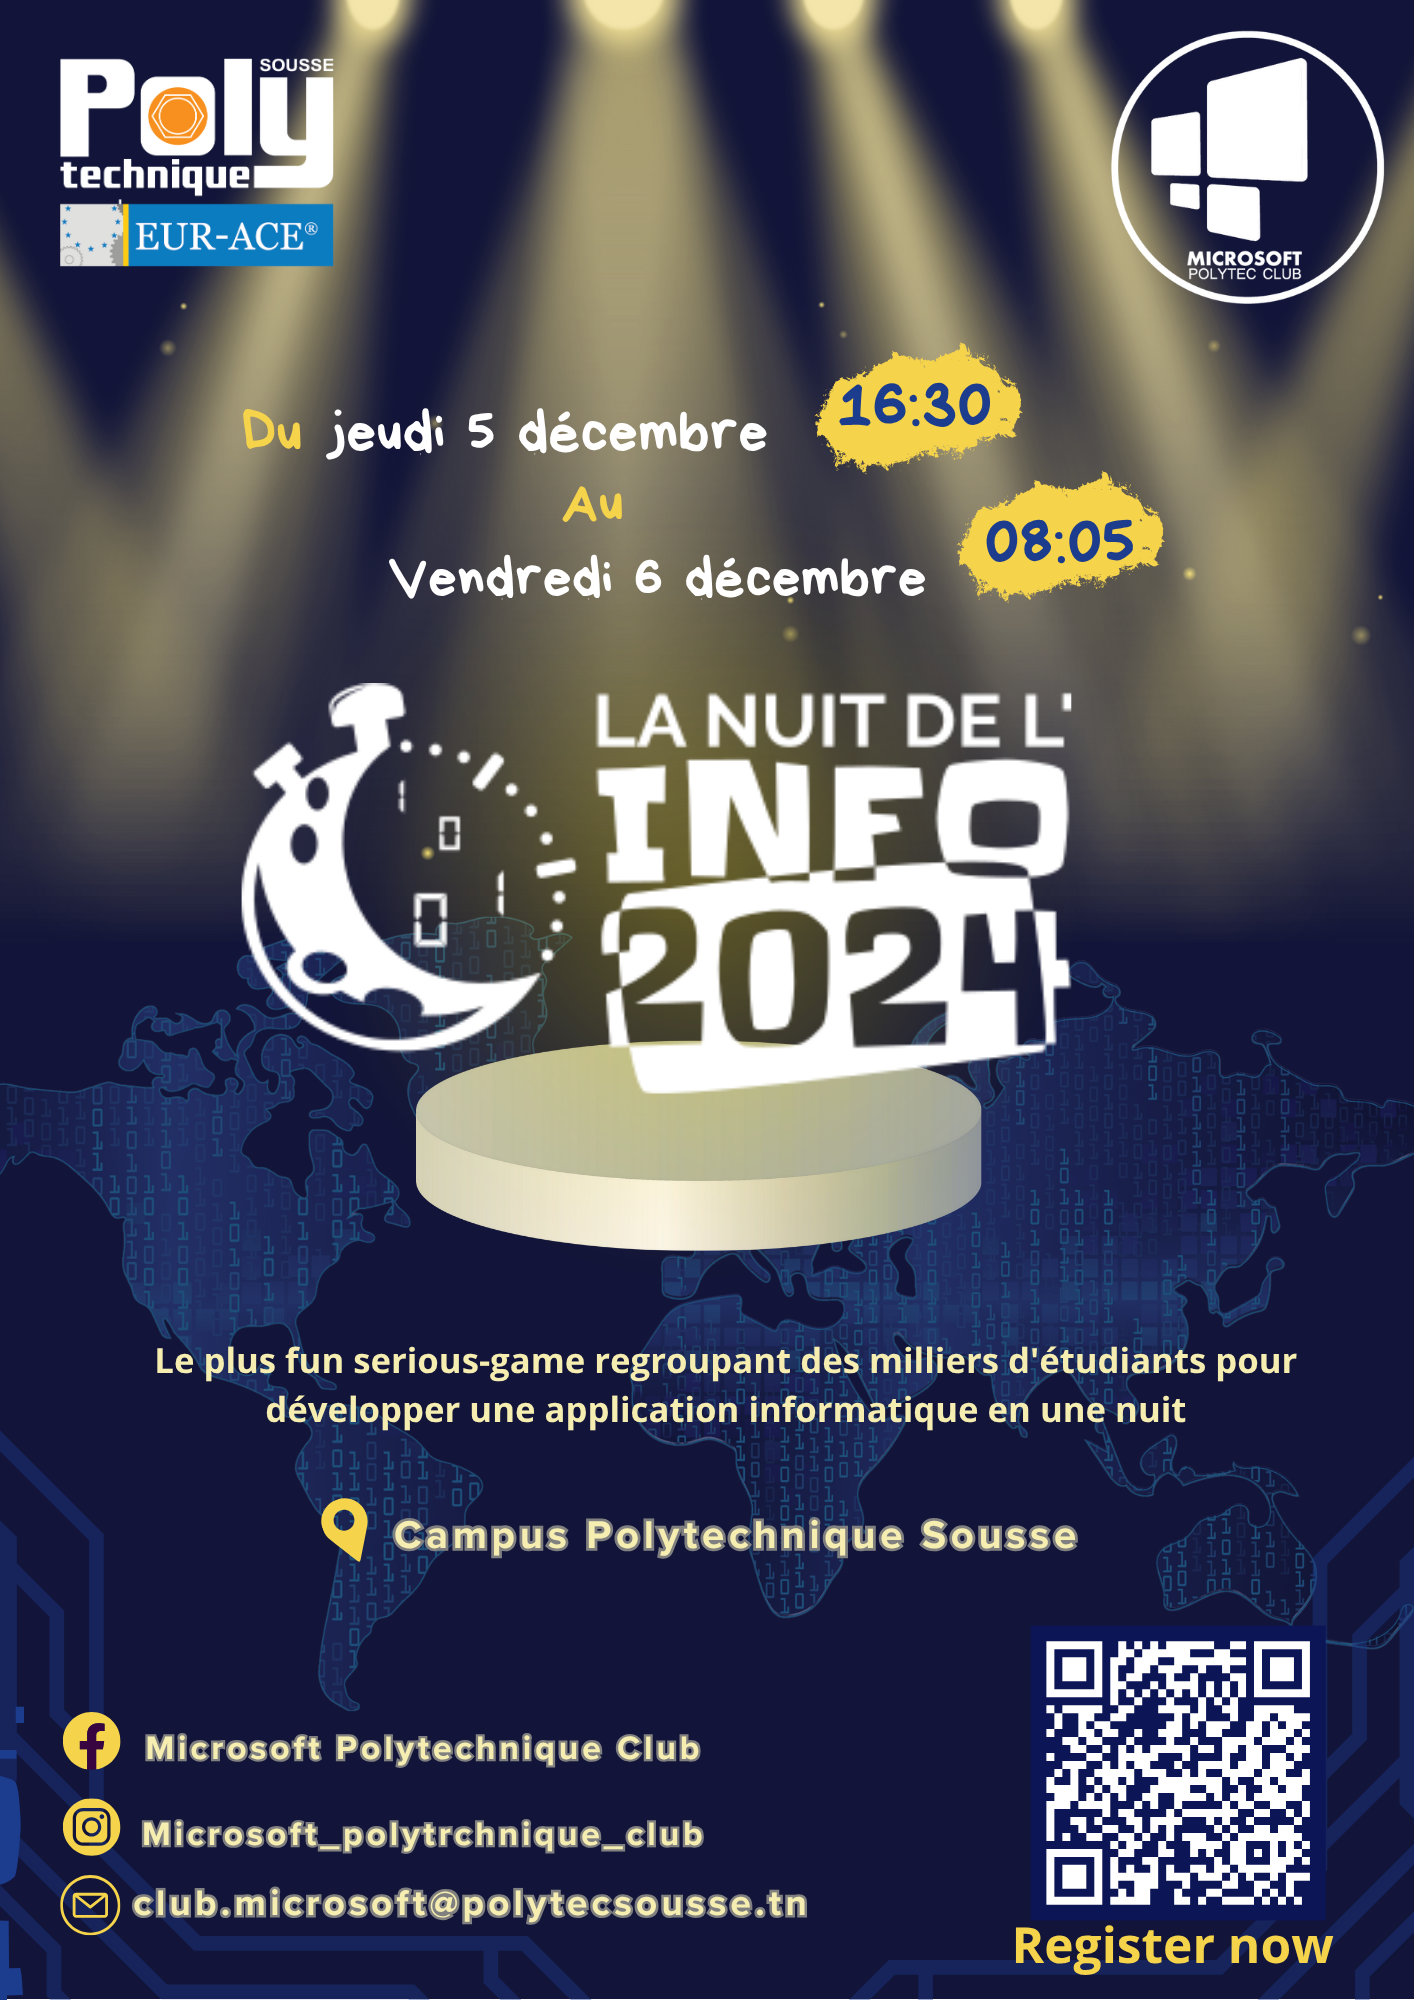 Poly
SOUSSE
technique
EUR-ACE®
MICROSOFT
POLYTEC CLUB
Du jeudi 5 décembre 16:30
Au
Vendredi 6 décembre 08:05
LA NUIT DE L'
INFO
2024
Le plus fun serious-game regroupant des milliers d'étudiants pour
développer une application informatique en une nuit
Campus Polytechnique Sousse
Microsoft Polytechnique Club
Microsoft_polytrchnique_club
club.microsoft@polytecsousse.tn
Register now